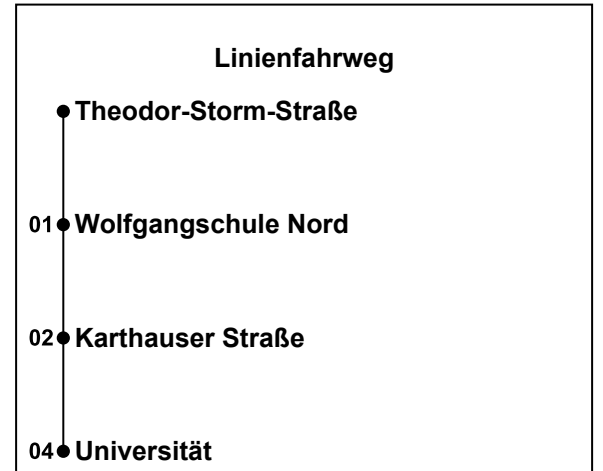 Linienfahrweg
Theodor-Storm-Straße
01 Wolfgangschule Nord
02 Karthauser Straße
04 Universität